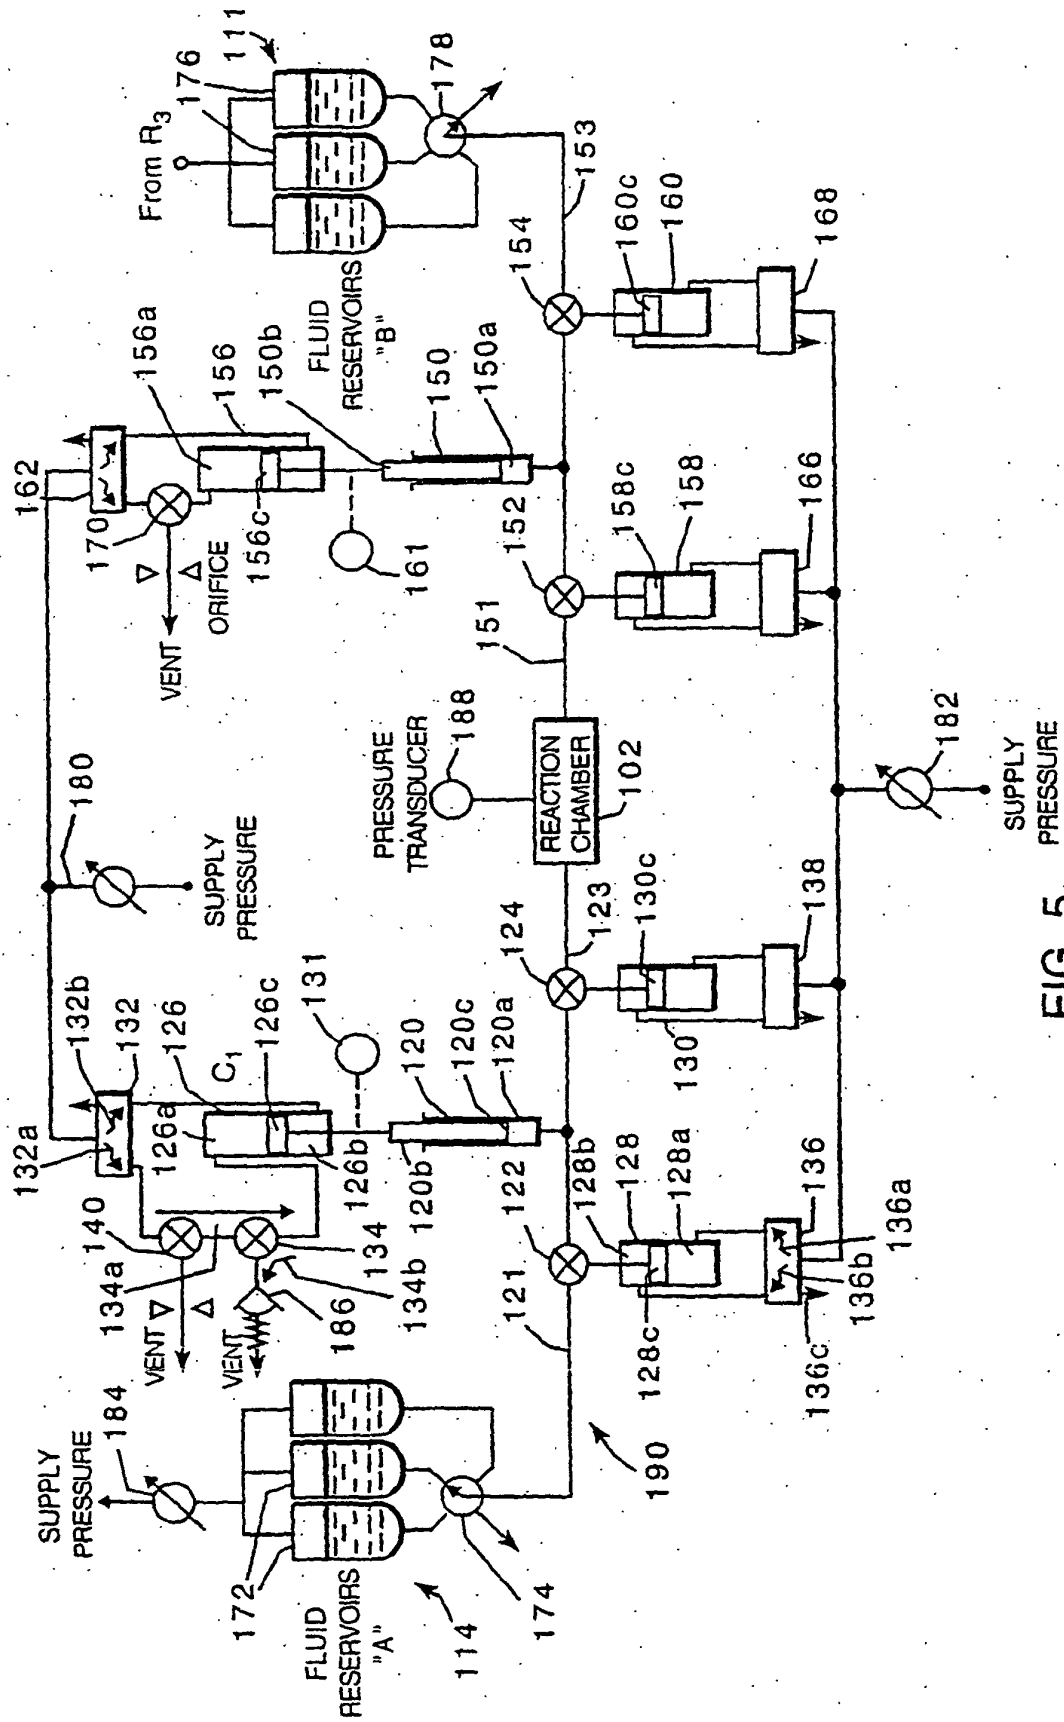 SUPPLY
PRESSURE
184
172
FLUID
RESERVOIRS
"A"
114
174
190
121
VENT
VENT
186
134b
134a
140
134
132a
132b
132
126
126a
C1
126c
126b
131
120
120c
120a
120b
122
128b
128
128a
128c
136
136a
136b
136c
124
123
130c
130
138
180
SUPPLY
PRESSURE
PRESSURE
TRANSDUCER
188
REACTION
CHAMBER
102
182
SUPPLY
PRESSURE
151
152
158c
158
166
162
170
VENT
ORIFICE
156a
156
156c
150b
150
150a
161
154
153
160c
160
168
From R3
176
111
178
FLUID
RESERVOIRS
"B"
FIG. 5